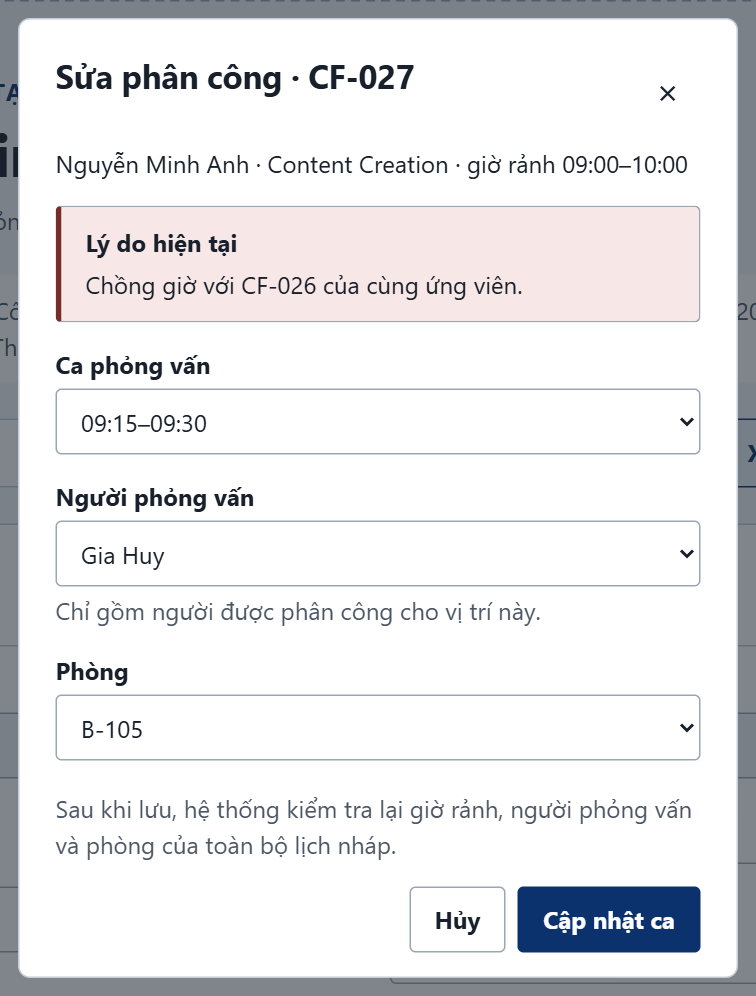 Sửa phân công · CF-027
×
Nguyễn Minh Anh · Content Creation · giờ rảnh 09:00–10:00
Lý do hiện tại
Chồng giờ với CF-026 của cùng ứng viên.
Ca phỏng vấn
09:15–09:30
Người phỏng vấn
Gia Huy
Chỉ gồm người được phân công cho vị trí này.
Phòng
B-105
Sau khi lưu, hệ thống kiểm tra lại giờ rảnh, người phỏng vấn
và phòng của toàn bộ lịch nháp.
Hủy
Cập nhật ca